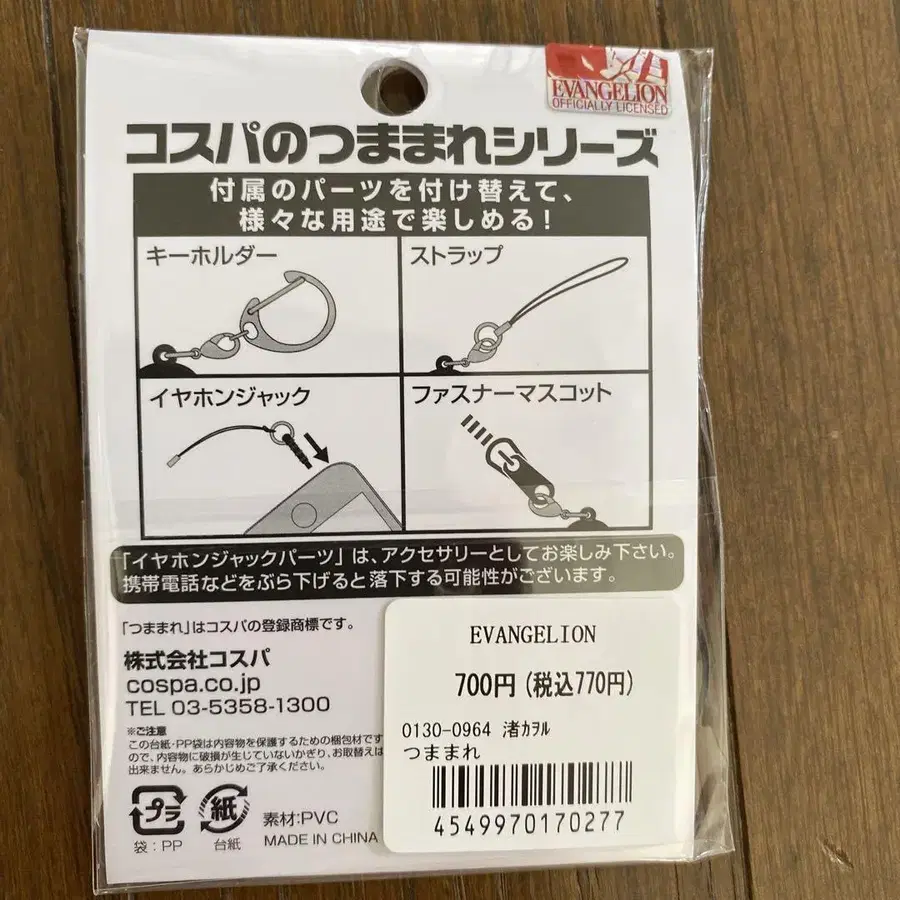 EVANGELION
OFFICIALLY LICENSED
コスパのつままれシリーズ
付属のパーツを付け替えて、
様々な用途で楽しめる!
キーホルダー
ストラップ
イヤホンジャック
ファスナーマスコット
「イヤホンジャックパーツ」は、アクセサリーとしてお楽しみ下さい。
携帯電話などをぶら下げると落下する可能性がございます。
「つままれ」はコスパの登録商標です。
株式会社コスパ
cospa.co.jp
TEL 03-5358-1300
※ご注意
この台紙・PP袋は内容物を保護するための梱包材です
ので、内容物に破損が生じていないかぎり、お取替えは
出来ません。あらかじめご了承ください。
プラ
袋:PP
紙
台紙
素材:PVC
MADE IN CHINA
EVANGELION
700円(税込770円)
0130-0964 渚カヲル
つままれ
4549970170277